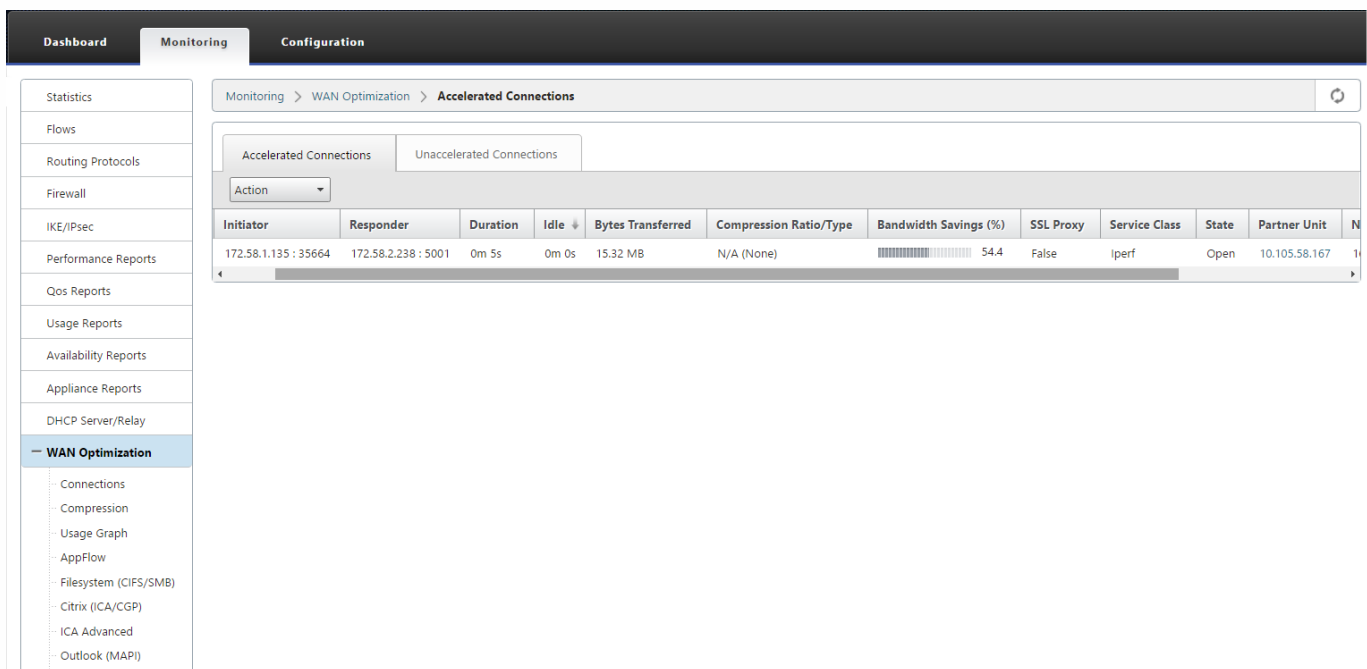 Dashboard Monitoring Configuration
Statistics
Flows
Routing Protocols
Firewall
IKE/IPsec
Performance Reports
Qos Reports
Usage Reports
Availability Reports
Appliance Reports
DHCP Server/Relay
WAN Optimization
Connections
Compression
Usage Graph
AppFlow
Filesystem (CIFS/SMB)
Citrix (ICA/CGP)
ICA Advanced
Outlook (MAPI)
Monitoring > WAN Optimization > Accelerated Connections
Accelerated Connections Unaccelerated Connections
Action
Initiator Responder Duration Idle Bytes Transferred Compression Ratio/Type Bandwidth Savings (%) SSL Proxy Service Class State Partner Unit
172.58.1.135 : 35664 172.58.2.238 : 5001 0m 5s 0m 0s 15.32 MB N/A (None) 54.4 False Iperf Open 10.105.58.167